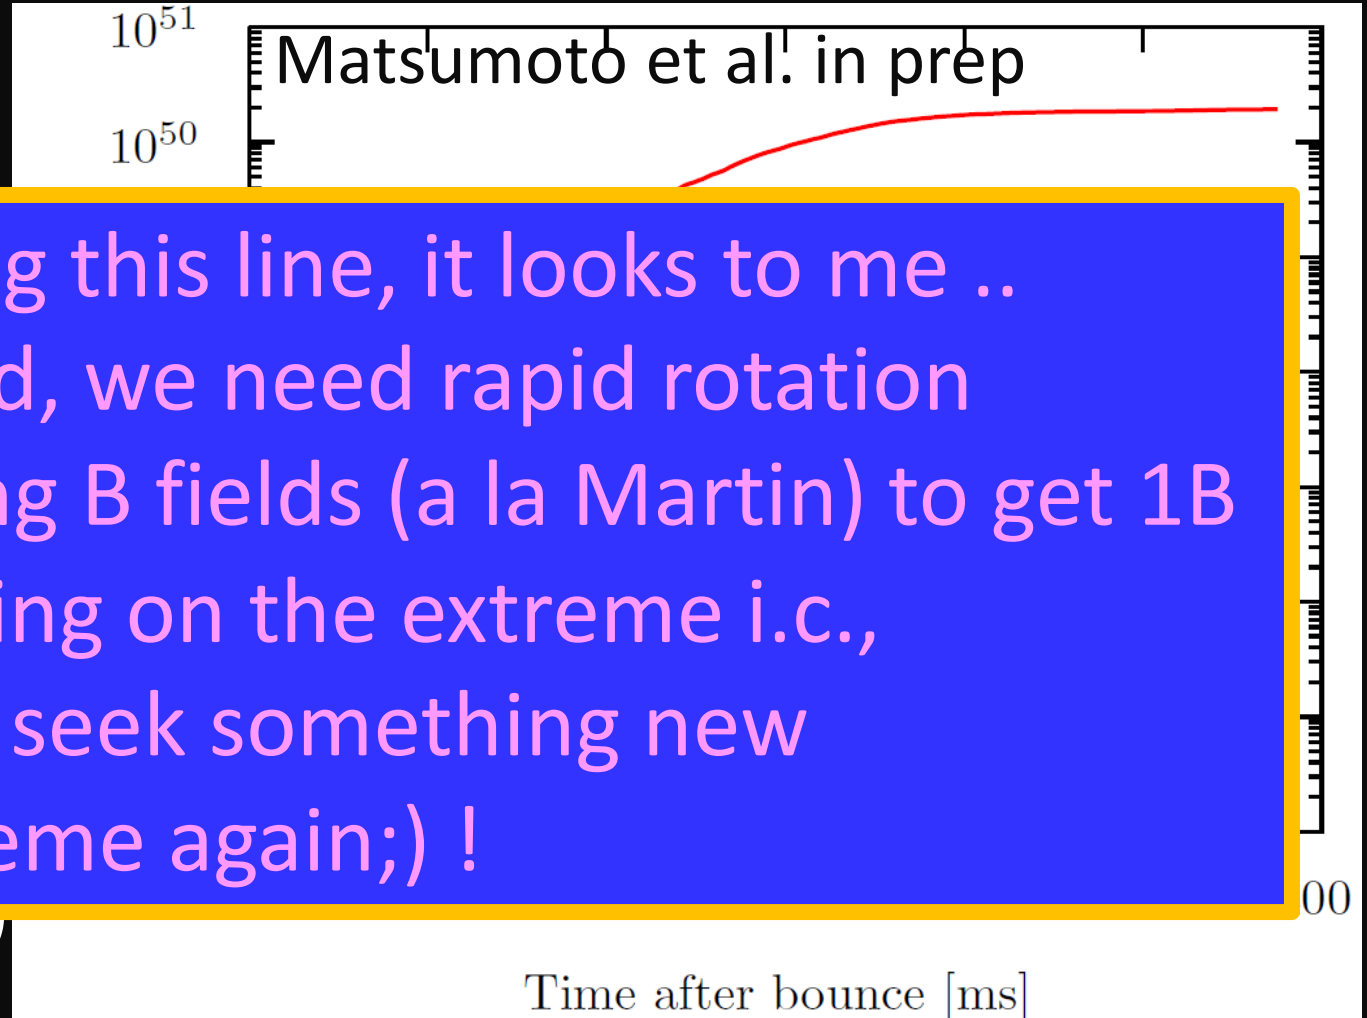 10^51
Matsumoto et al. in prep
10^50
g this line, it looks to me ..
d, we need rapid rotation
ng B fields (a la Martin) to get 1B
ing on the extreme i.c.,
seek something new
eme again;) !
00
Time after bounce [ms]